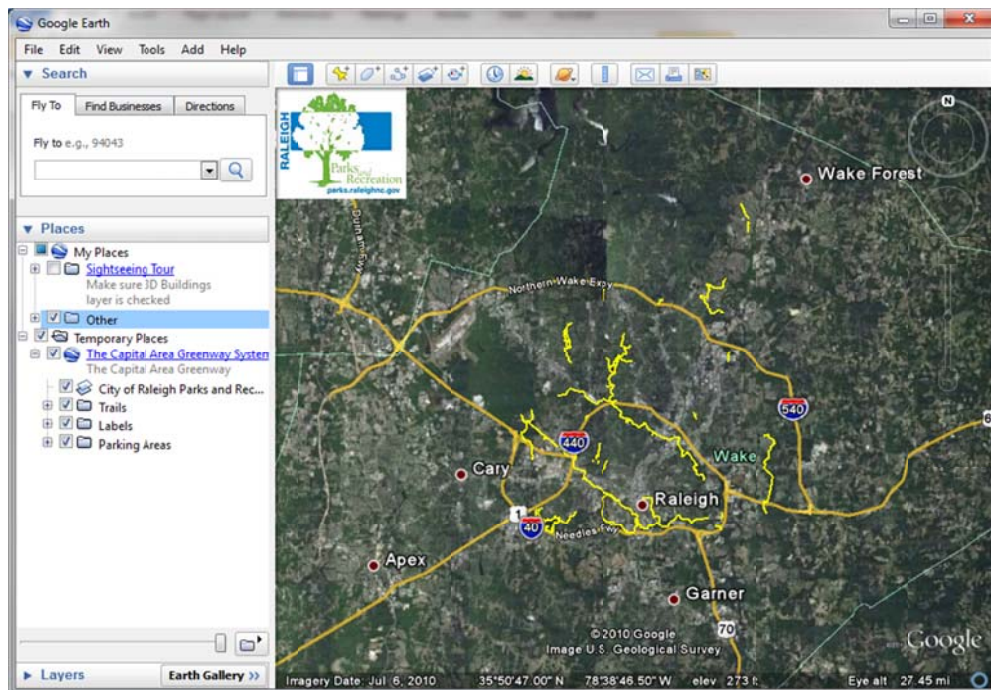 Google Earth
File Edit View Tools Add Help
Search
Fly To Find Businesses Directions
Fly to e.g., 94043
Places
My Places
Sightseeing Tour
Make sure 3D Buildings
layer is checked
Other
Temporary Places
The Capital Area Greenway System
The Capital Area Greenway
City of Raleigh Parks and Rec...
Trails
Labels
Parking Areas
Layers
Earth Gallery >>
RALEIGH
Parks
and
Recreation
parks.raleighnc.gov
N
Wake Forest
Durham Fwy
Northern Wake Expy
540
6
440
Wake
Cary
Raleigh
1
40
Needles Fwy
Apex
Garner
70
©2010 Google
Image U.S. Geological Survey
Google
Imagery Date: Jul 6, 2010 35°50'47.00" N 78°38'46.50" W elev 273 ft Eye alt 27.45 mi